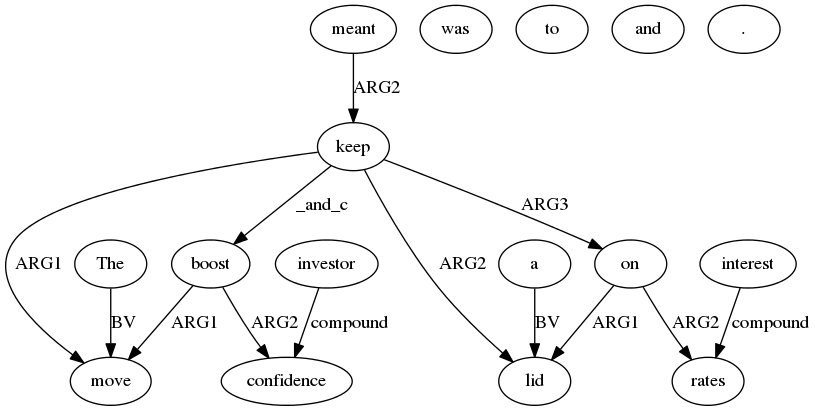 meant was to and .
ARG2
keep
_and_c ARG3
ARG1 The boost investor ARG2 a on interest
BV ARG1 ARG2 compound BV ARG1 ARG2 compound
move confidence lid rates